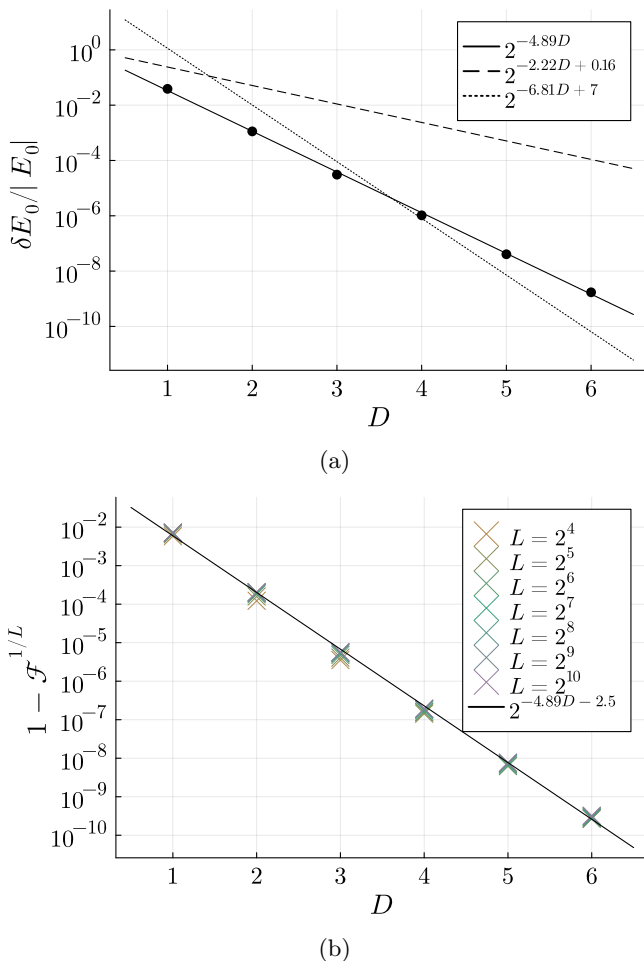 10^0
10^{-2}
10^{-4}
10^{-6}
10^{-8}
10^{-10}
δE_0/|E_0|
2^{-4.89D}
2^{-2.22D + 0.16}
2^{-6.81D + 7}
1 2 3 4 5 6
D
(a)
10^{-2}
10^{-3}
10^{-4}
10^{-5}
10^{-6}
10^{-7}
10^{-8}
10^{-9}
10^{-10}
1 − ℱ^{1/L}
L = 2^4
L = 2^5
L = 2^6
L = 2^7
L = 2^8
L = 2^9
L = 2^{10}
2^{-4.89D − 2.5}
1 2 3 4 5 6
D
(b)